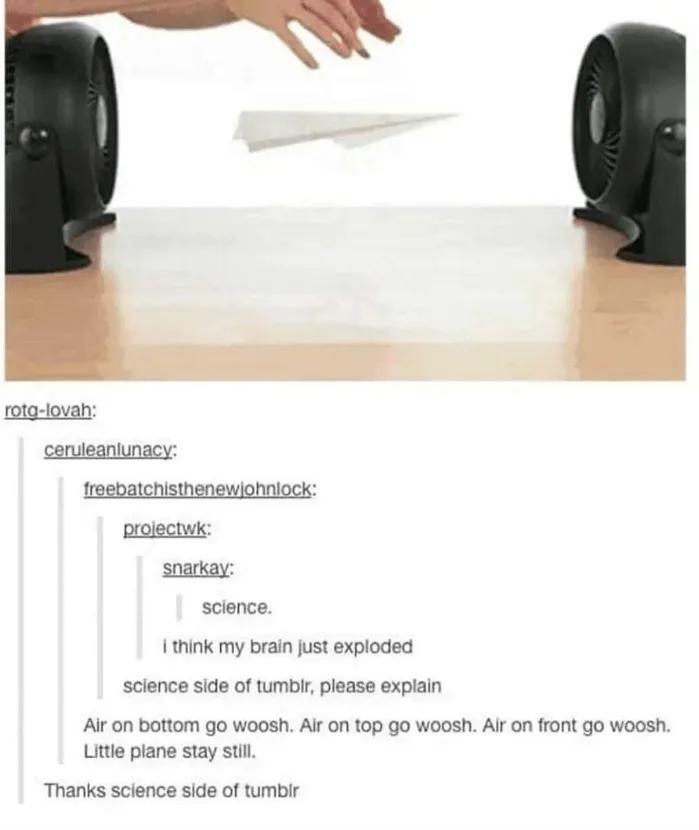 rotg-lovah:
ceruleanlunacy:
freebatchisthenewjohnlock:
projectwk:
snarkay:
science.
i think my brain just exploded
science side of tumblr, please explain
Air on bottom go woosh. Air on top go woosh. Air on front go woosh.
Little plane stay still.
Thanks science side of tumblr